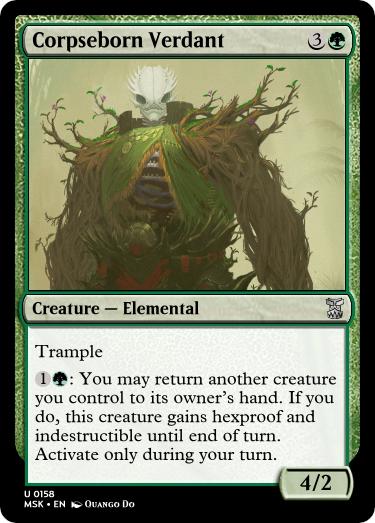 Corpseborn Verdant 3
Creature — Elemental
Trample
1: You may return another creature
you control to its owner's hand. If you
do, this creature gains hexproof and
indestructible until end of turn.
Activate only during your turn.
4/2
U 0158
MSK • EN Quango Do